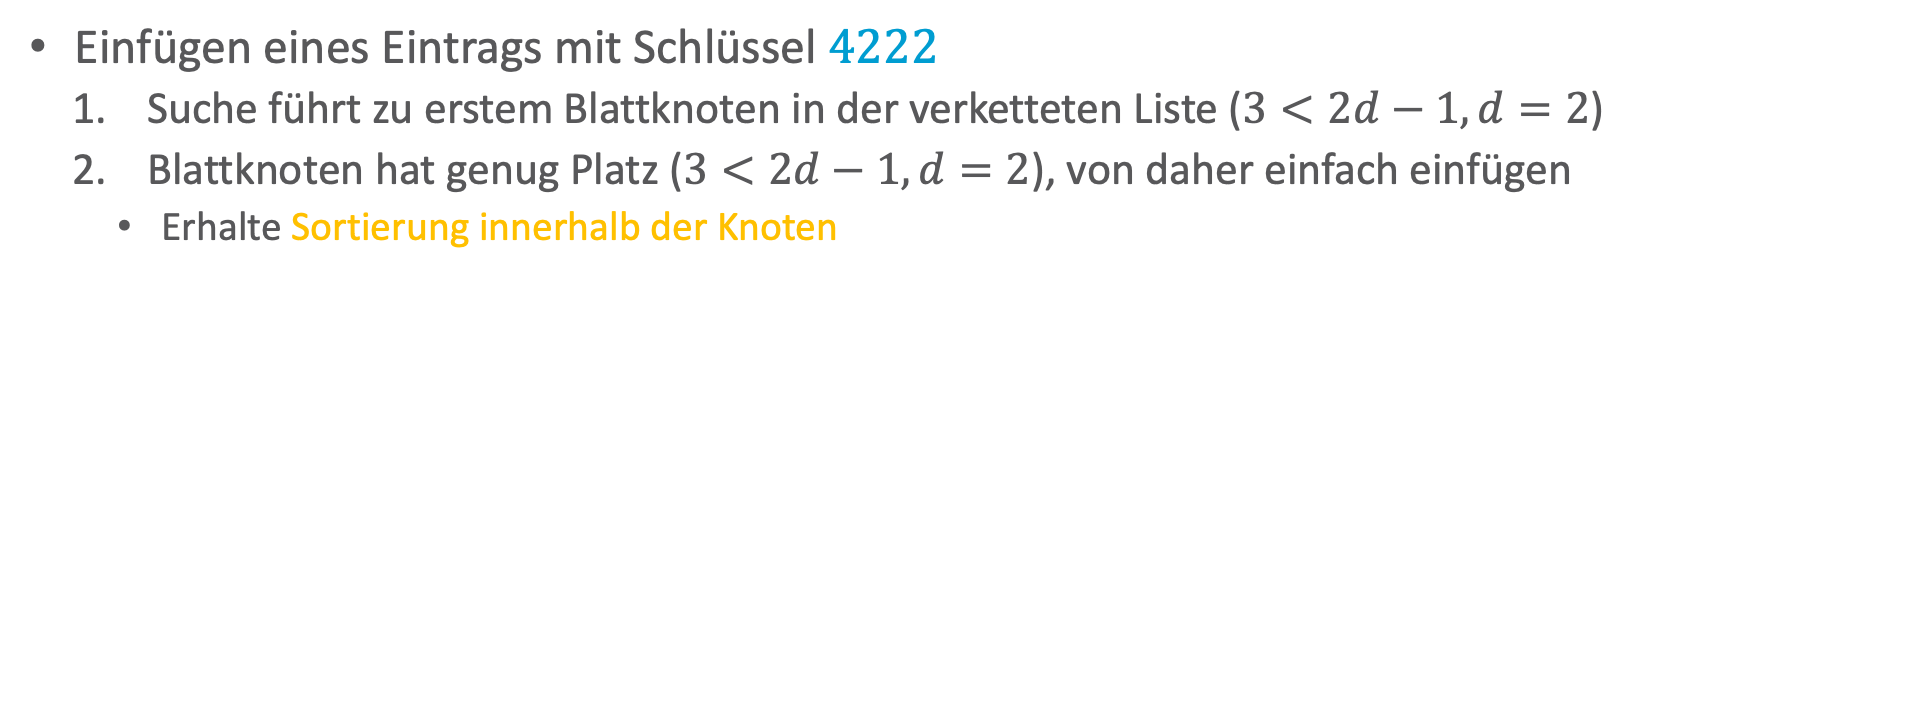 • Einfügen eines Eintrags mit Schlüssel 4222
1. Suche führt zu erstem Blattknoten in der verketteten Liste (3 < 2d − 1, d = 2)
2. Blattknoten hat genug Platz (3 < 2d − 1, d = 2), von daher einfach einfügen
• Erhalte Sortierung innerhalb der Knoten